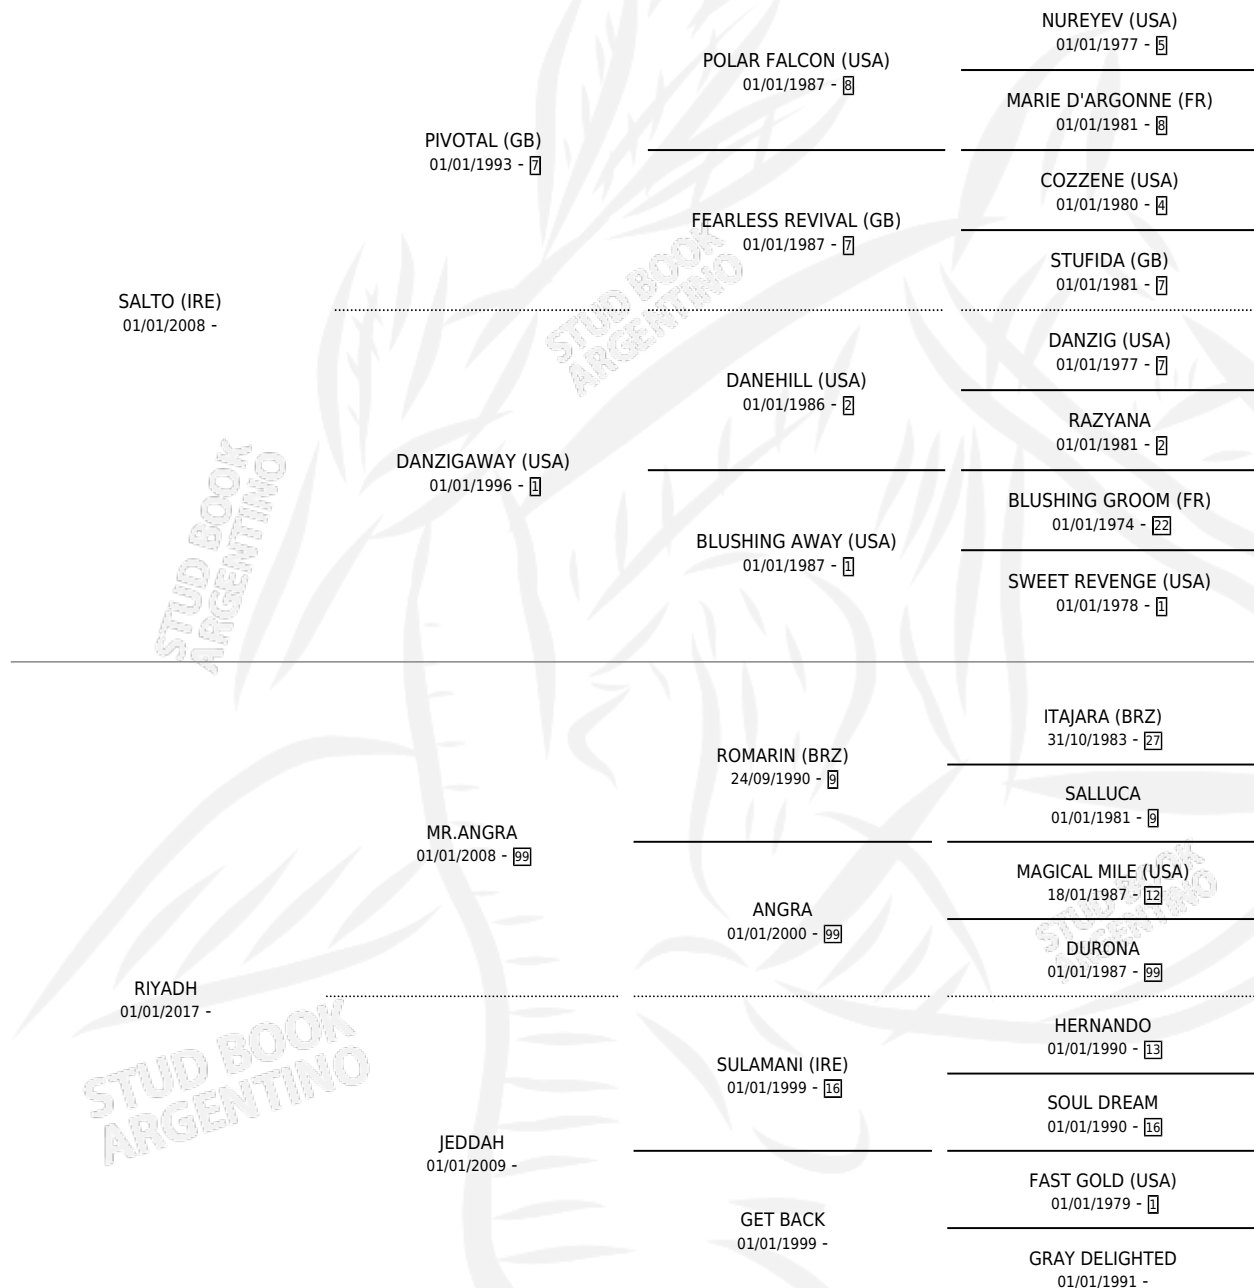 NUREYEV (USA)
01/01/1977 - 5
POLAR FALCON (USA)
01/01/1987 - 8
MARIE D'ARGONNE (FR)
01/01/1981 - 8
PIVOTAL (GB)
01/01/1993 - 7
COZZENE (USA)
01/01/1980 - 4
FEARLESS REVIVAL (GB)
01/01/1987 - 7
STUFIDA (GB)
01/01/1981 - 7
SALTO (IRE)
01/01/2008 -
STUD BOOK
ARGENTINO
DANZIG (USA)
01/01/1977 - 7
DANEHILL (USA)
01/01/1986 - 2
RAZYANA
01/01/1981 - 2
DANZIGAWAY (USA)
01/01/1996 - 1
BLUSHING GROOM (FR)
01/01/1974 - 22
BLUSHING AWAY (USA)
01/01/1987 - 1
SWEET REVENGE (USA)
01/01/1978 - 1
STUD BOOK
ARGENTINO
ITAJARA (BRZ)
31/10/1983 - 27
ROMARIN (BRZ)
24/09/1990 - 9
SALLUCA
01/01/1981 - 9
MR.ANGRA
01/01/2008 - 99
MAGICAL MILE (USA)
18/01/1987 - 12
ANGRA
01/01/2000 - 99
DURONA
01/01/1987 - 99
STUD BOOK
ARGENTINO
RIYADH
01/01/2017 -
STUD BOOK
ARGENTINO
HERNANDO
01/01/1990 - 13
SULAMANI (IRE)
01/01/1999 - 16
SOUL DREAM
01/01/1990 - 16
JEDDAH
01/01/2009 -
FAST GOLD (USA)
01/01/1979 - 1
GET BACK
01/01/1999 -
GRAY DELIGHTED
01/01/1991 -